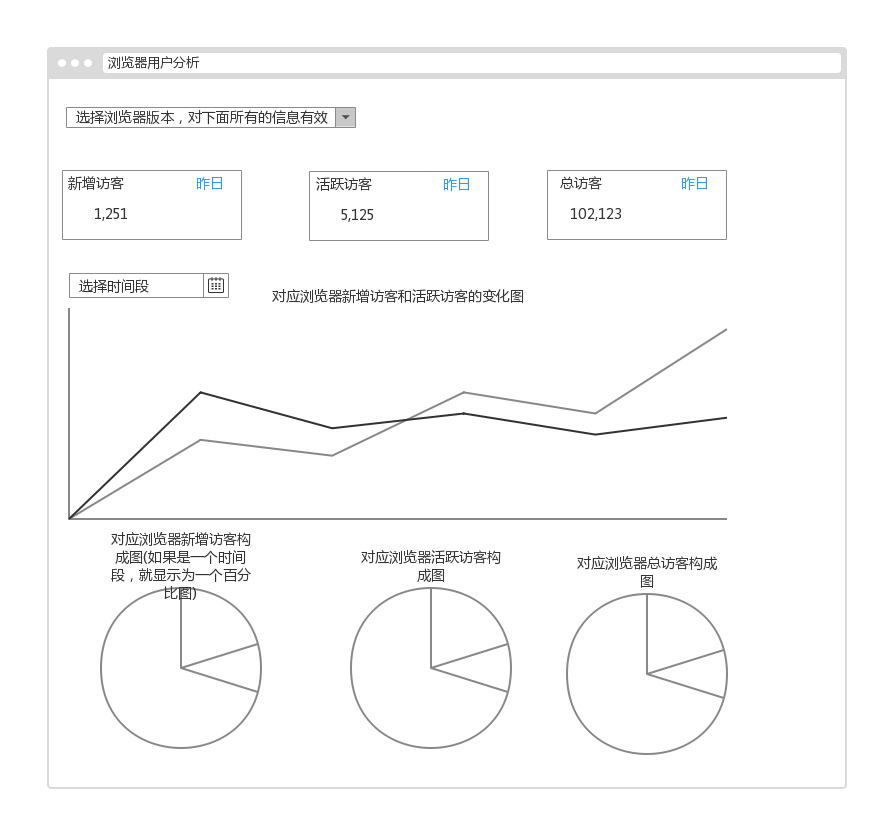 浏览器用户分析
选择浏览器版本，对下面所有的信息有效
新增访客 昨日
1,251
活跃访客 昨日
5,125
总访客 昨日
102,123
选择时间段
对应浏览器新增访客和活跃访客的变化图
对应浏览器新增访客构
成图(如果是一个时间
段，就显示为一个百分
比图)
对应浏览器活跃访客构
成图
对应浏览器总访客构成
图